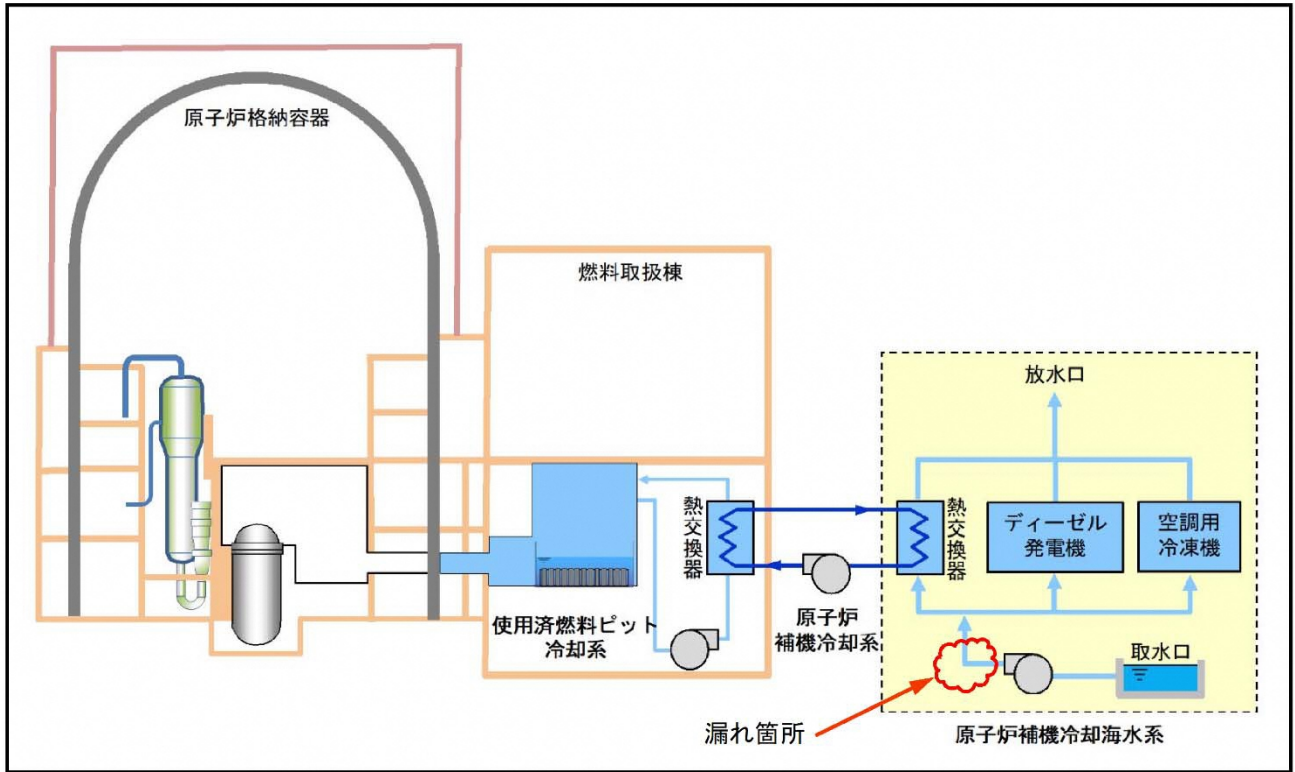 原子炉格納容器
燃料取扱棟
放水口
熱交換器
熱交換器
ディーゼル
発電機
空調用
冷凍機
使用済燃料ピット
冷却系
原子炉
補機冷却系
取水口
漏れ箇所
原子炉補機冷却海水系